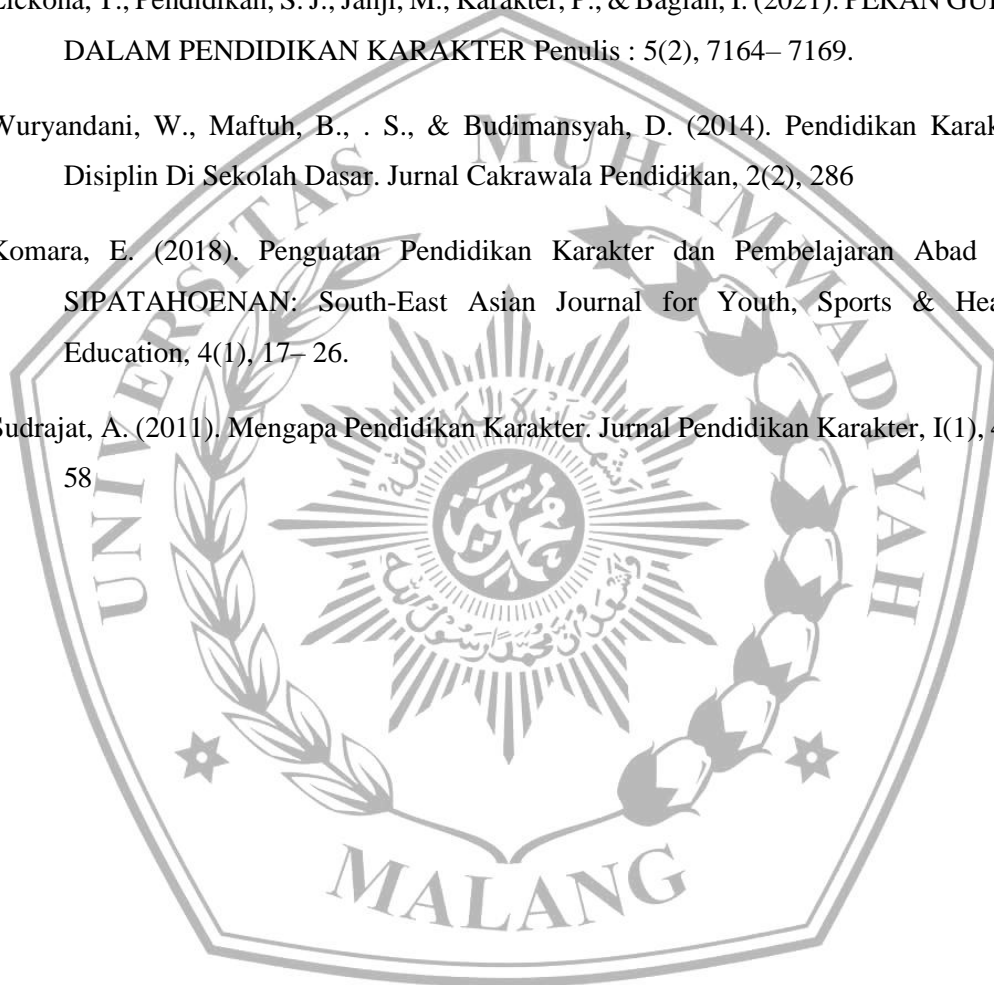 Lickona, T., Pendidikan, S. J., Janji, M., Karakter, P., & Bagian, I. (2021). PERAN GU
DALAM PENDIDIKAN KARAKTER Penulis : 5(2), 7164– 7169.
Wuryandani, W., Maftuh, B., . S., & Budimansyah, D. (2014). Pendidikan Karak
Disiplin Di Sekolah Dasar. Jurnal Cakrawala Pendidikan, 2(2), 286
Komara, E. (2018). Penguatan Pendidikan Karakter dan Pembelajaran Abad
SIPATAHOENAN: South-East Asian Journal for Youth, Sports & Hea
Education, 4(1), 17– 26.
Sudrajat, A. (2011). Mengapa Pendidikan Karakter. Jurnal Pendidikan Karakter, I(1),
58
UNIVERSITAS MUHAMMADIYAH
MALANG